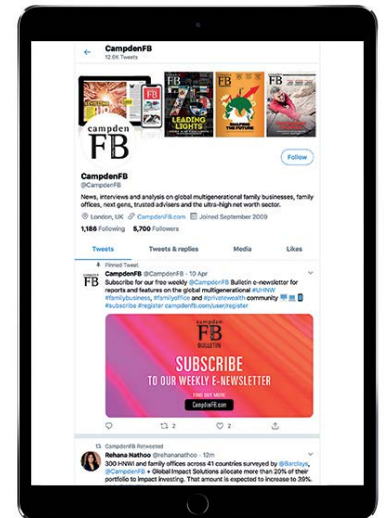 CampdenFB
12.6K Tweets
FB
FB
FB
LEADING
LIGHTS
THE FUTURE
campden
FB
Follow
CampdenFB
@CampdenFB
News, interviews and analysis on global multigenerational family businesses, family
offices, next gens, trusted advisers and the ultra-high net worth sector.
London, UK CampdenFB.com Joined September 2009
1,186 Following 5,700 Followers
Tweets Tweets & replies Media Likes
Pinned Tweet
CampdenFB @CampdenFB · 10 Apr
Subscribe for our free weekly @CampdenFB Bulletin e-newsletter for
reports and features on the global multigenerational #UHNW
#familybusiness, #familyoffice and #privatewealth community
#subscribe #register campdenfb.com/user/register
campden
FB
BULLETIN
SUBSCRIBE
TO OUR WEEKLY E-NEWSLETTER
FIND OUT MORE
CampdenFB.com
2 2
CampdenFB Retweeted
Rehana Nathoo @rehananathoo · 12m
300 HNWI and family offices across 41 countries surveyed by @Barclays,
@CampdenFB + Global Impact Solutions allocate more than 20% of their
portfolio to impact investing. That amount is expected to increase to 39%.